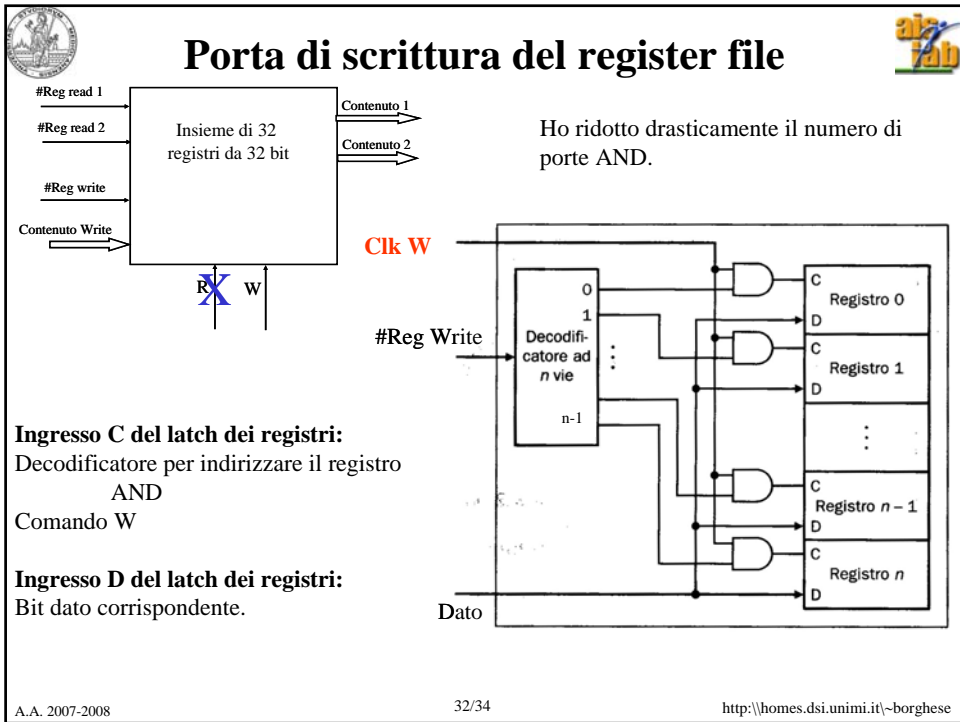 Porta di scrittura del register file
#Reg read 1
#Reg read 2
#Reg write
Contenuto Write
Insieme di 32
registri da 32 bit
Contenuto 1
Contenuto 2
R
X
W
Ho ridotto drasticamente il numero di
porte AND.
Clk W
#Reg Write
Decodifi-
catore ad
n vie
0
1
⋮
n-1
C
Registro 0
D
C
Registro 1
D
⋮
C
Registro n – 1
D
C
Registro n
D
Dato
Ingresso C del latch dei registri:
Decodificatore per indirizzare il registro
AND
Comando W
Ingresso D del latch dei registri:
Bit dato corrispondente.
A.A. 2007-2008
32/34
http:\\homes.dsi.unimi.it\~borghese